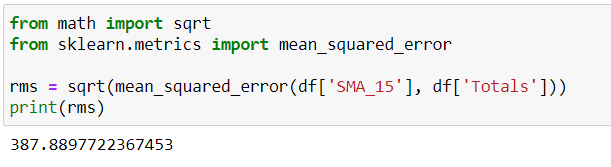 from math import sqrt
from sklearn.metrics import mean_squared_error
rms = sqrt(mean_squared_error(df['SMA_15'], df['Totals']))
print(rms)
387.8897722367453